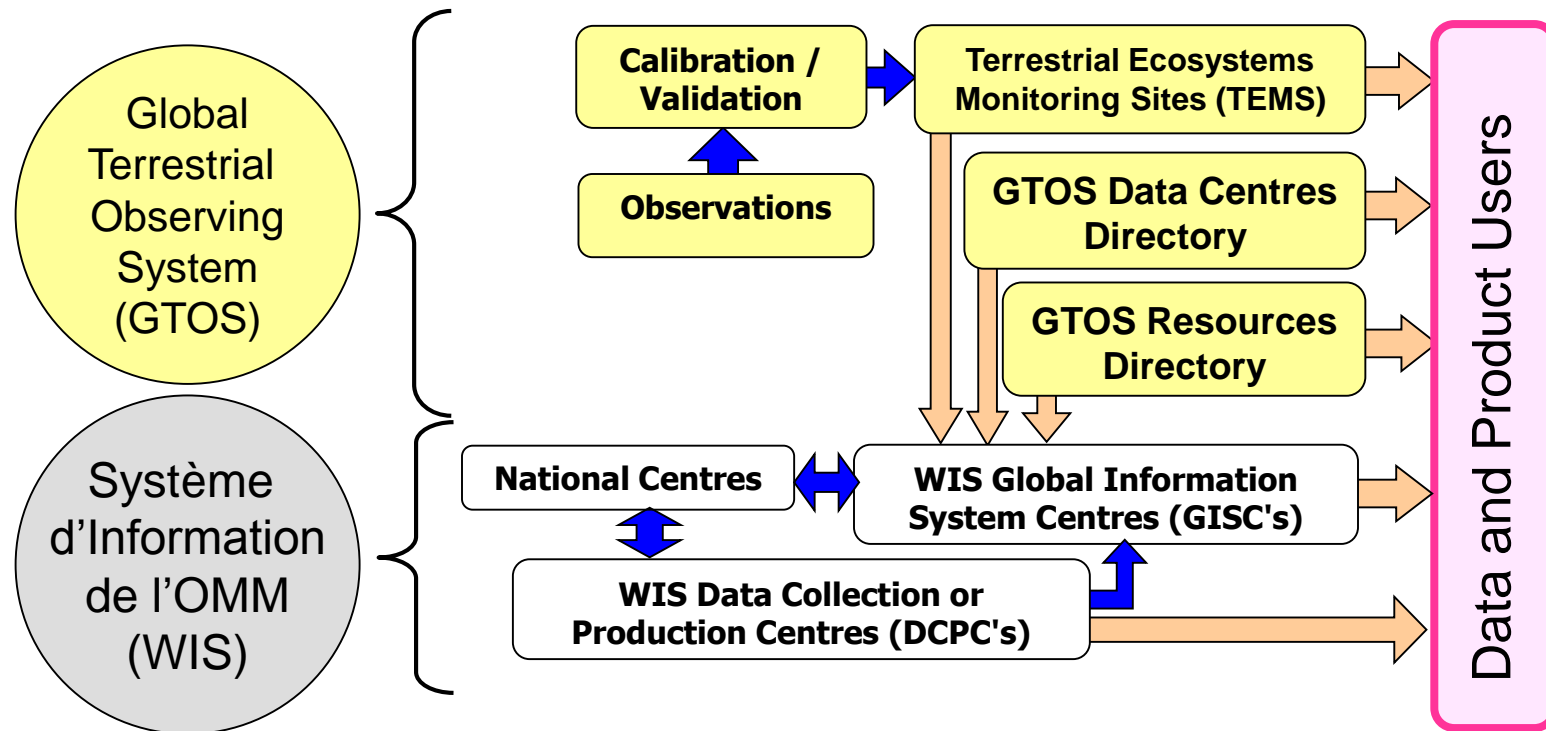 Global
Terrestrial
Observing
System
(GTOS)
Calibration /
Validation
Terrestrial Ecosystems
Monitoring Sites (TEMS)
Observations
GTOS Data Centres
Directory
GTOS Resources
Directory
Système
d'Information
de l'OMM
(WIS)
National Centres
WIS Global Information
System Centres (GISC's)
WIS Data Collection or
Production Centres (DCPC's)
Data and Product Users